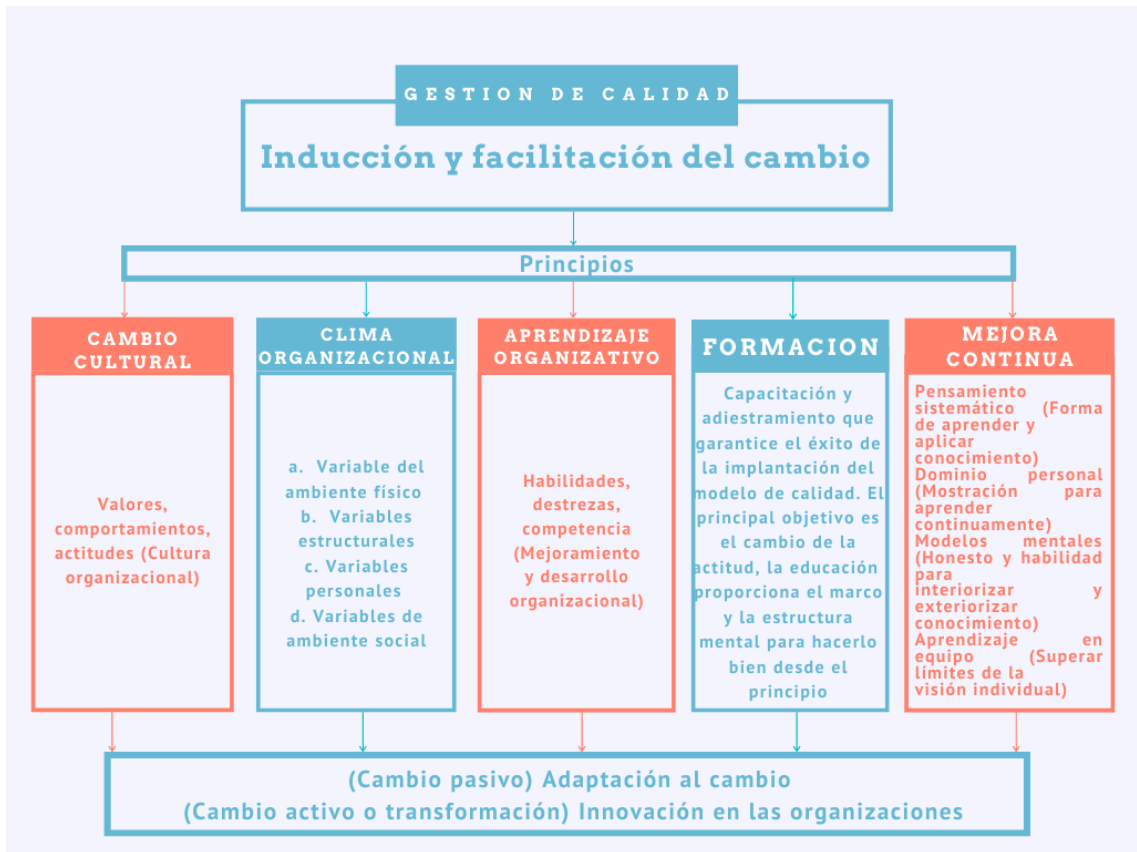 GESTION DE CALIDAD
Inducción y facilitación del cambio
Principios
CAMBIO
CULTURAL
Valores,
comportamientos,
actitudes (Cultura
organizacional)
CLIMA
ORGANIZACIONAL
a. Variable del
ambiente físico
b. Variables
estructurales
c. Variables
personales
d. Variables de
ambiente social
APRENDIZAJE
ORGANIZATIVO
Habilidades,
destrezas,
competencia
(Mejoramiento
y desarrollo
organizacional)
FORMACION
Capacitación y
adiestramiento que
garantice el éxito de
la implantación del
modelo de calidad. El
principal objetivo es
el cambio de la
actitud, la educación
proporciona el marco
y la estructura
mental para hacerlo
bien desde el
principio
MEJORA
CONTINUA
Pensamiento
sistemático (Forma
de aprender y
aplicar
conocimiento)
Dominio personal
(Mostración para
aprender
continuamente)
Modelos mentales
(Honesto y habilidad
para
interiorizar y
exteriorizar
conocimiento)
Aprendizaje en
equipo (Superar
límites de la
visión individual)
(Cambio pasivo) Adaptación al cambio
(Cambio activo o transformación) Innovación en las organizaciones